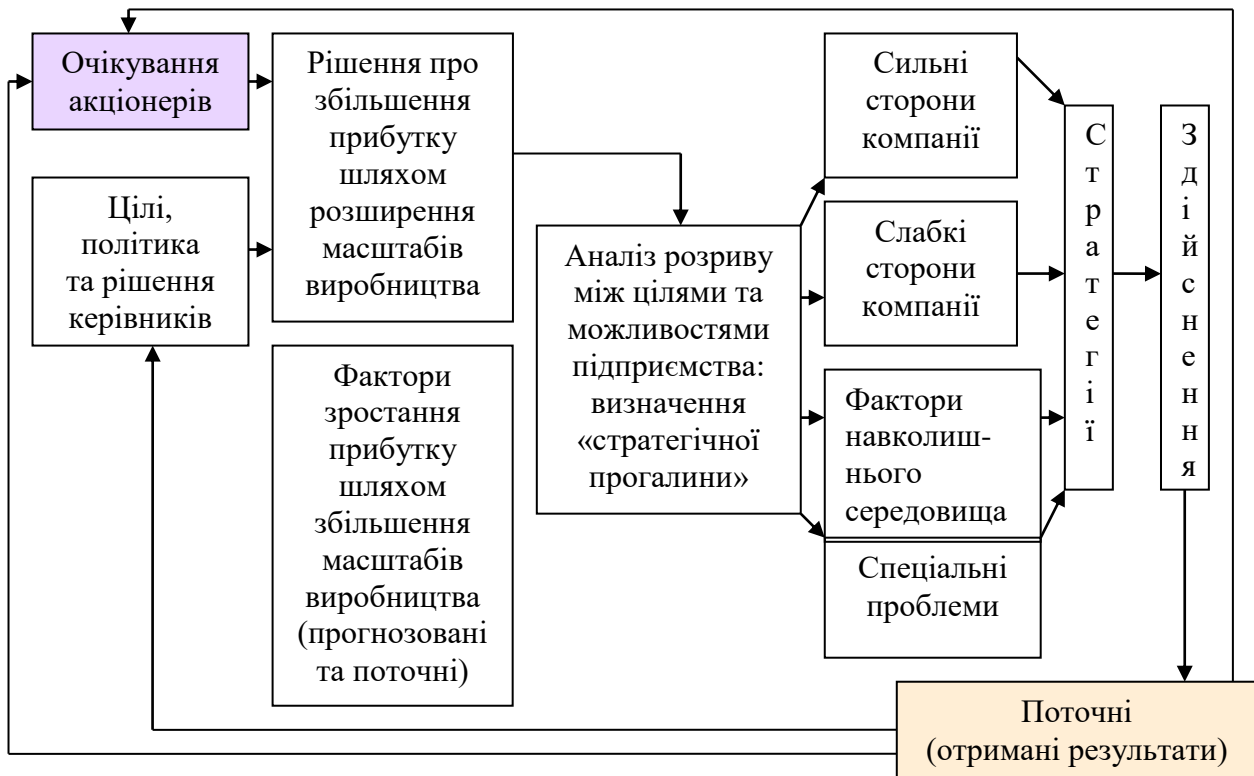 Очікування
акціонерів
Цілі,
політика
та рішення
керівників
Рішення про
збільшення
прибутку
шляхом
розширення
масштабів
виробництва
Фактори
зростання
прибутку
шляхом
збільшення
масштабів
виробництва
(прогнозовані
та поточні)
Аналіз розриву
між цілями та
можливостями
підприємства:
визначення
«стратегічної
прогалини»
Сильні
сторони
компанії
Слабкі
сторони
компанії
Фактори
навколиш-
нього
середовища
Спеціальні
проблеми
С
т
р
а
т
е
г
і
ї
З
д
і
й
с
н
е
н
н
я
Поточні
(отримані результати)